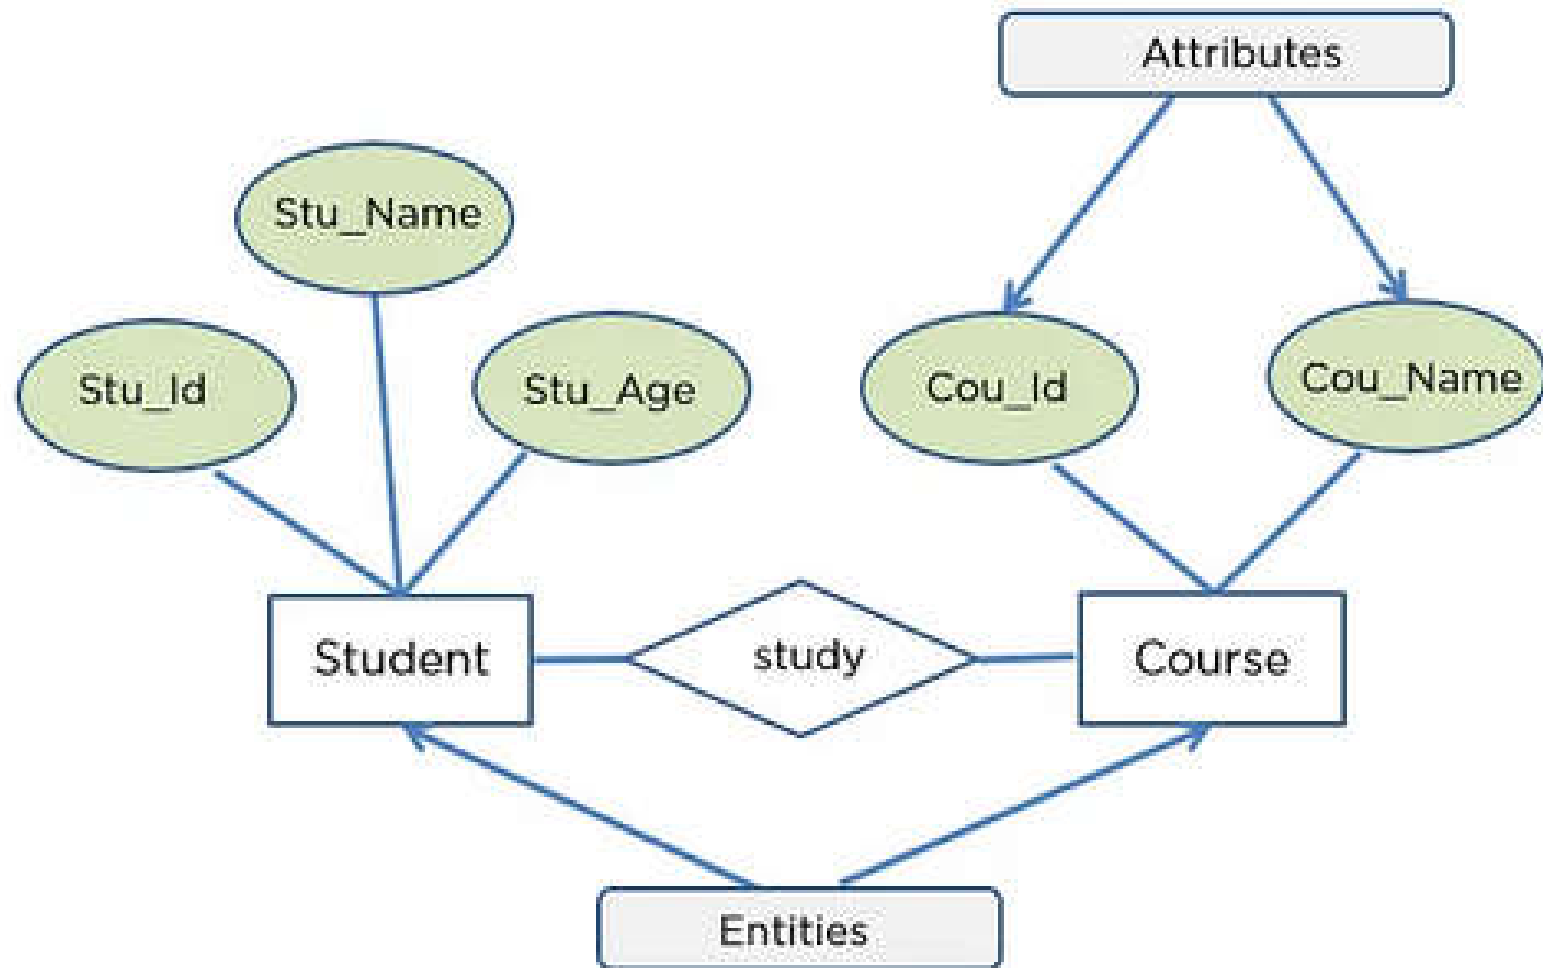 Attributes
Stu_Name
Stu_Id
Stu_Age
Cou_Id
Cou_Name
Student
study
Course
Entities